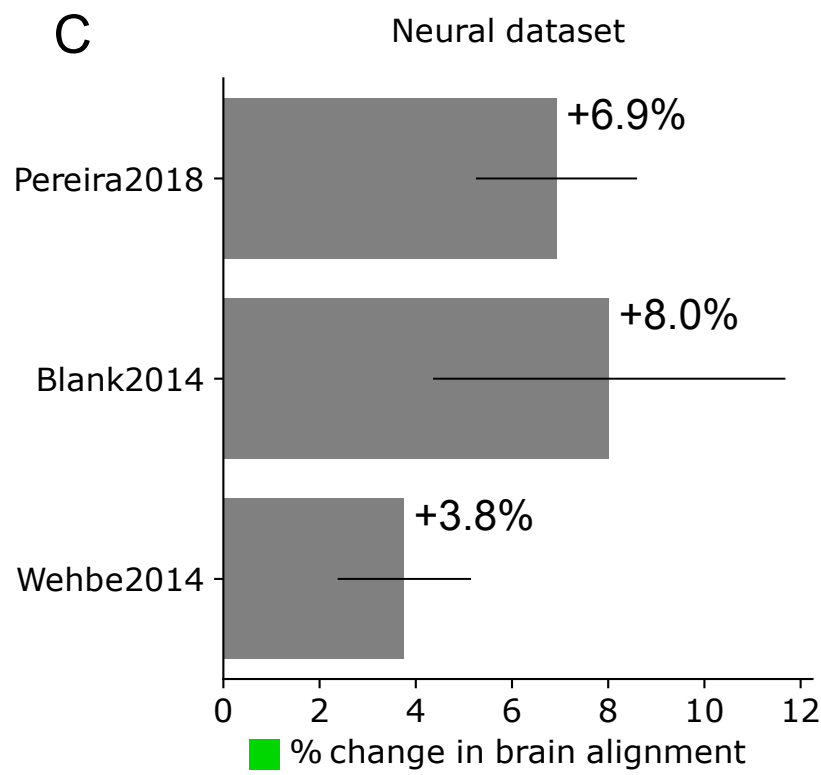 C
Neural dataset
+6.9%
Pereira2018
+8.0%
Blank2014
+3.8%
Wehbe2014
0 2 4 6 8 10 12
% change in brain alignment